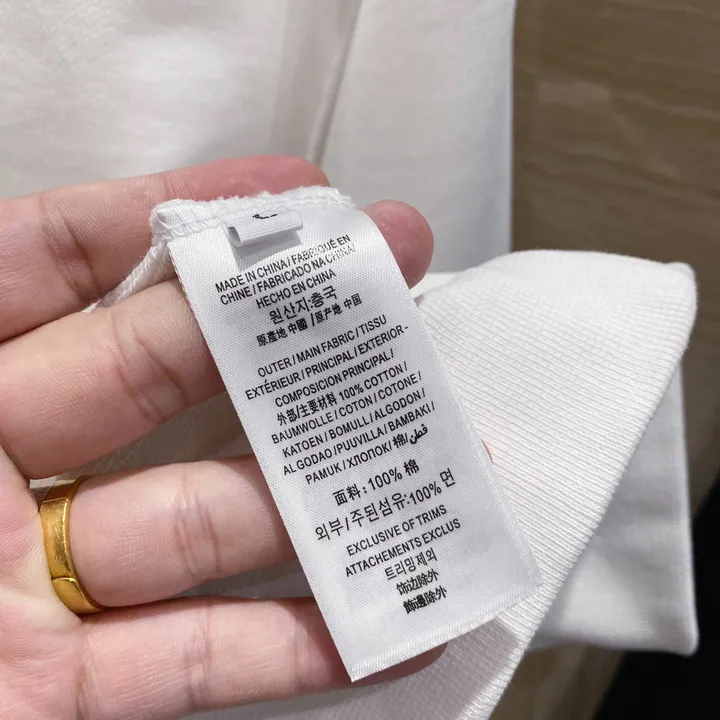 MADE IN CHINA / FABRIQUÉ EN
CHINE / FABRICADO NA CHINA /
HECHO EN CHINA
원산지:중국
原產地 中國 / 原产地 中国
OUTER / MAIN FABRIC / TISSU
EXTÉRIEUR / PRINCIPAL / EXTERIOR -
COMPOSICION PRINCIPAL /
外部/主要材料 100% COTTON /
BAUMWOLLE / COTON / COTONE /
KATOEN / BOMULL / ALGODON /
ALGODAO / PUUVILLA / BAMBAKI /
PAMUK / ХЛОПОК / 棉 / قطن
面料: 100% 棉
외부 / 주된섬유:100% 면
EXCLUSIVE OF TRIMS
ATTACHEMENTS EXCLUS
트리밍제외
饰边除外
飾邊除外